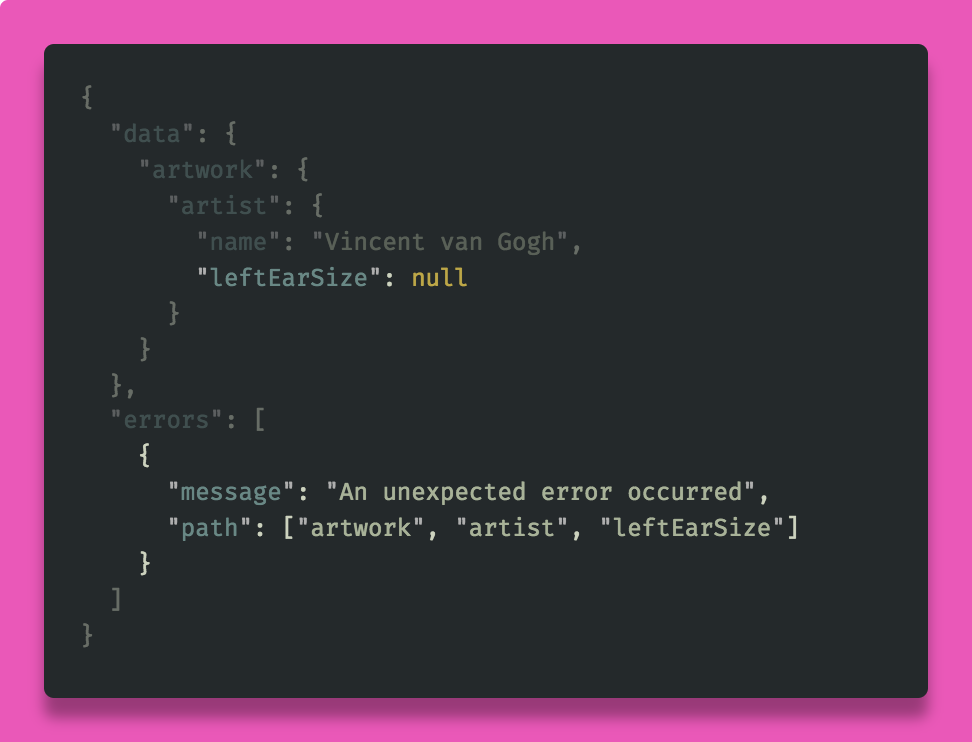 {
  "data": {
    "artwork": {
      "artist": {
        "name": "Vincent van Gogh",
        "leftEarSize": null
      }
    }
  },
  "errors": [
    {
      "message": "An unexpected error occurred",
      "path": ["artwork", "artist", "leftEarSize"]
    }
  ]
}